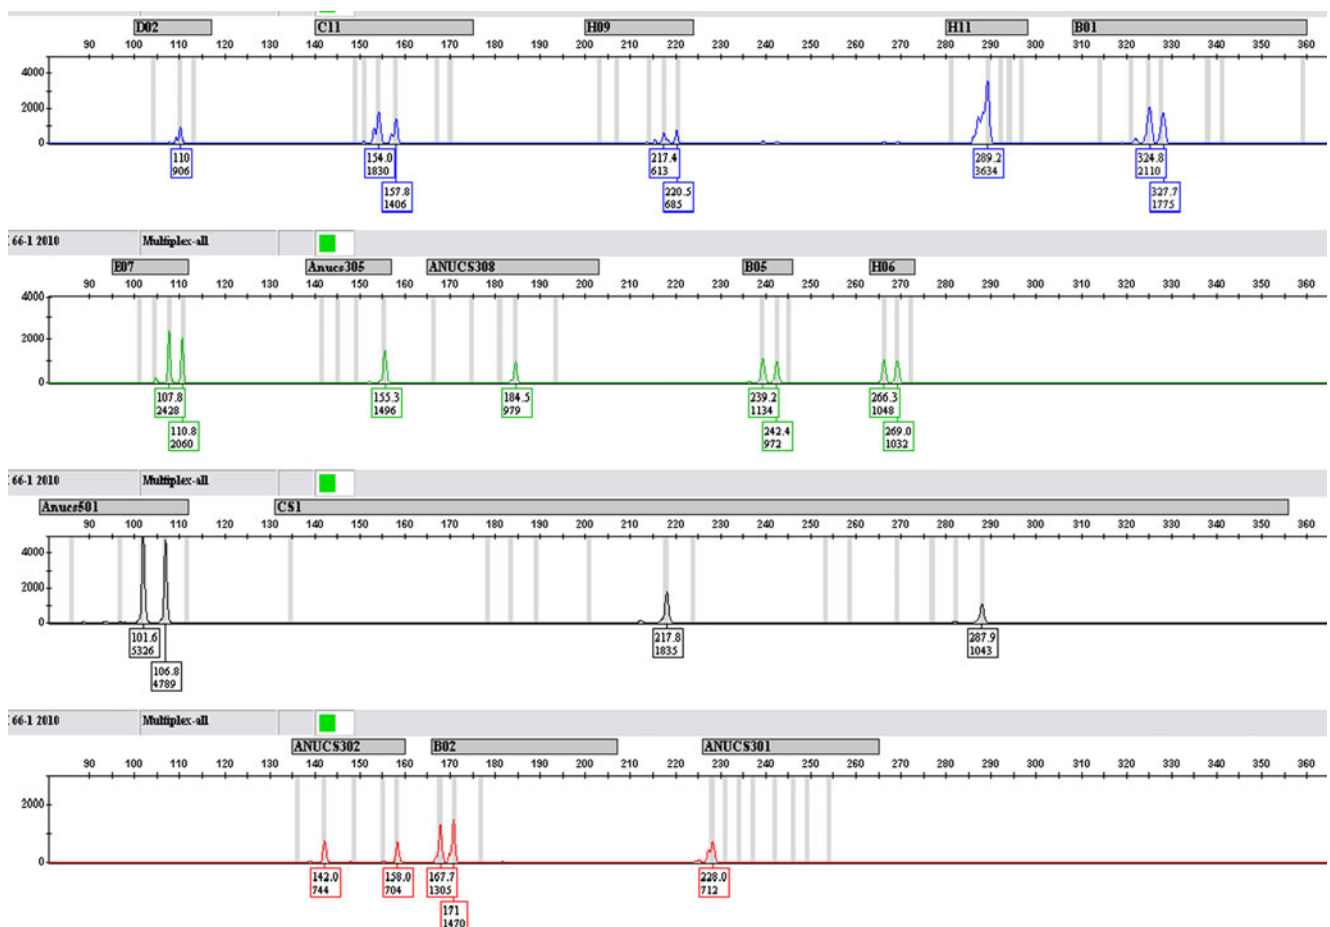 D02 C11 H09 H11 B01
90 100 110 120 130 140 150 160 170 180 190 200 210 220 230 240 250 260 270 280 290 300 310 320 330 340 350 360
4000
2000
0
110 154.0 217.4 289.2 324.8
906 1830 613 3634 2110
157.8 220.5 327.7
1406 685 1775
66-1 2010 Multiplex-all
E07 Anucs305 ANUCS308 B05 H06
90 100 110 120 130 140 150 160 170 180 190 200 210 220 230 240 250 260 270 280 290 300 310 320 330 340 350 360
4000
2000
0
107.8 155.3 184.5 239.2 266.3
2428 1496 979 1134 1048
110.8 242.4 269.0
2060 972 1032
66-1 2010 Multiplex-all
Anucs501 CS1
90 100 110 120 130 140 150 160 170 180 190 200 210 220 230 240 250 260 270 280 290 300 310 320 330 340 350 360
4000
2000
0
101.6 217.8 287.9
5326 1835 1043
106.8
4789
66-1 2010 Multiplex-all
ANUCS302 B02 ANUCS301
90 100 110 120 130 140 150 160 170 180 190 200 210 220 230 240 250 260 270 280 290 300 310 320 330 340 350 360
2000
0
142.0 158.0 167.7 228.0
744 704 1305 712
171
1470